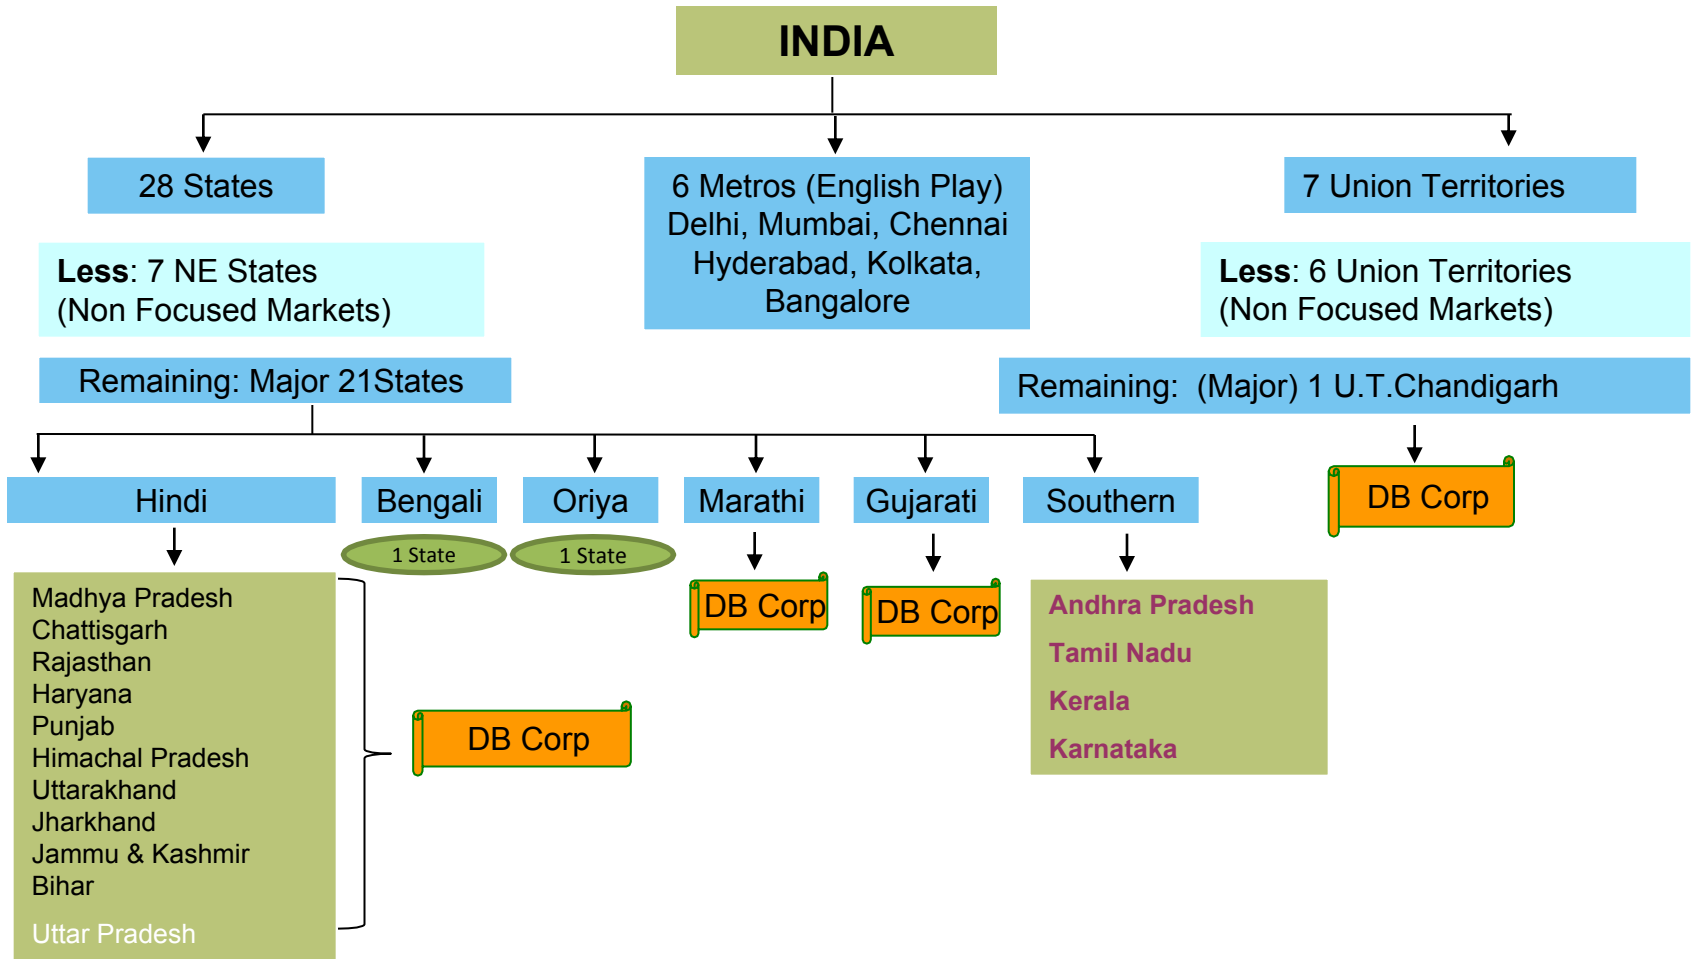 INDIA
28 States
6 Metros (English Play)
Delhi, Mumbai, Chennai
Hyderabad, Kolkata,
Bangalore
7 Union Territories
Less: 7 NE States
(Non Focused Markets)
Less: 6 Union Territories
(Non Focused Markets)
Remaining: Major 21States
Remaining: (Major) 1 U.T.Chandigarh
Hindi
Bengali
Oriya
Marathi
Gujarati
Southern
DB Corp
1 State
1 State
DB Corp
DB Corp
Madhya Pradesh
Chattisgarh
Rajasthan
Haryana
Punjab
Himachal Pradesh
Uttarakhand
Jharkhand
Jammu & Kashmir
Bihar
Uttar Pradesh
DB Corp
Andhra Pradesh
Tamil Nadu
Kerala
Karnataka